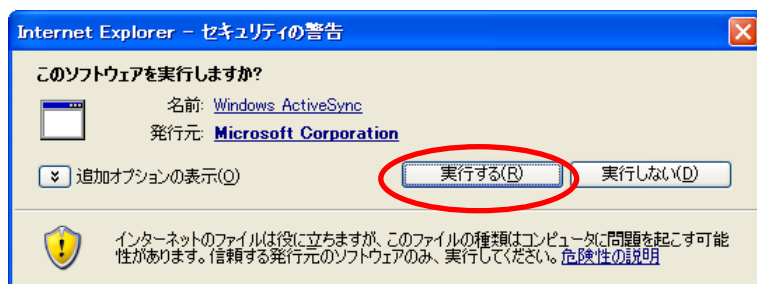 Internet Explorer - セキュリティの警告
このソフトウェアを実行しますか?
名前: Windows ActiveSync
発行元: Microsoft Corporation
追加オプションの表示(O) 実行する(R) 実行しない(D)
インターネットのファイルは役に立ちますが、このファイルの種類はコンピュータに問題を起こす可能
性があります。信頼する発行元のソフトウェアのみ、実行してください。危険性の説明